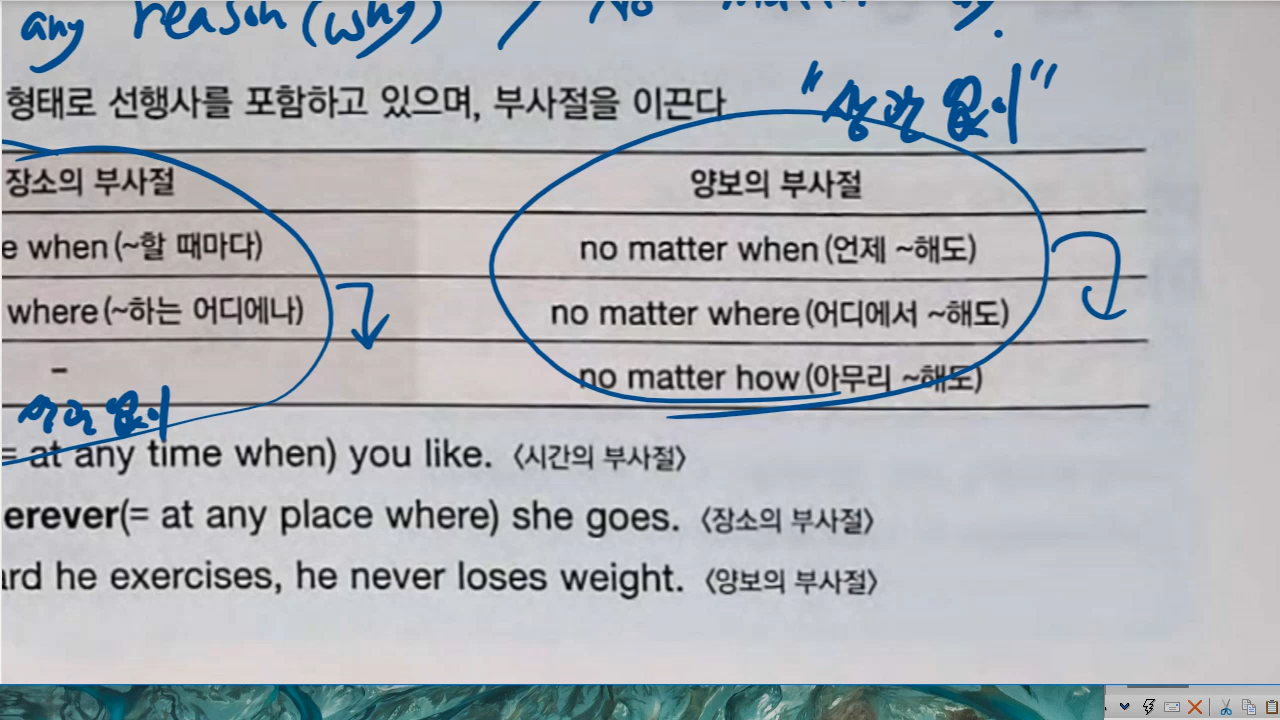 any reason (why) / No matter
형태로 선행사를 포함하고 있으며, 부사절을 이끈다
"상관 없이"
장소의 부사절 양보의 부사절
e when (~할 때마다) no matter when (언제 ~해도)
where (~하는 어디에나) no matter where (어디에서 ~해도)
– no matter how (아무리 ~해도)
상관 없이
= at any time when) you like. 〈시간의 부사절〉
erever(= at any place where) she goes. 〈장소의 부사절〉
ard he exercises, he never loses weight. 〈양보의 부사절〉